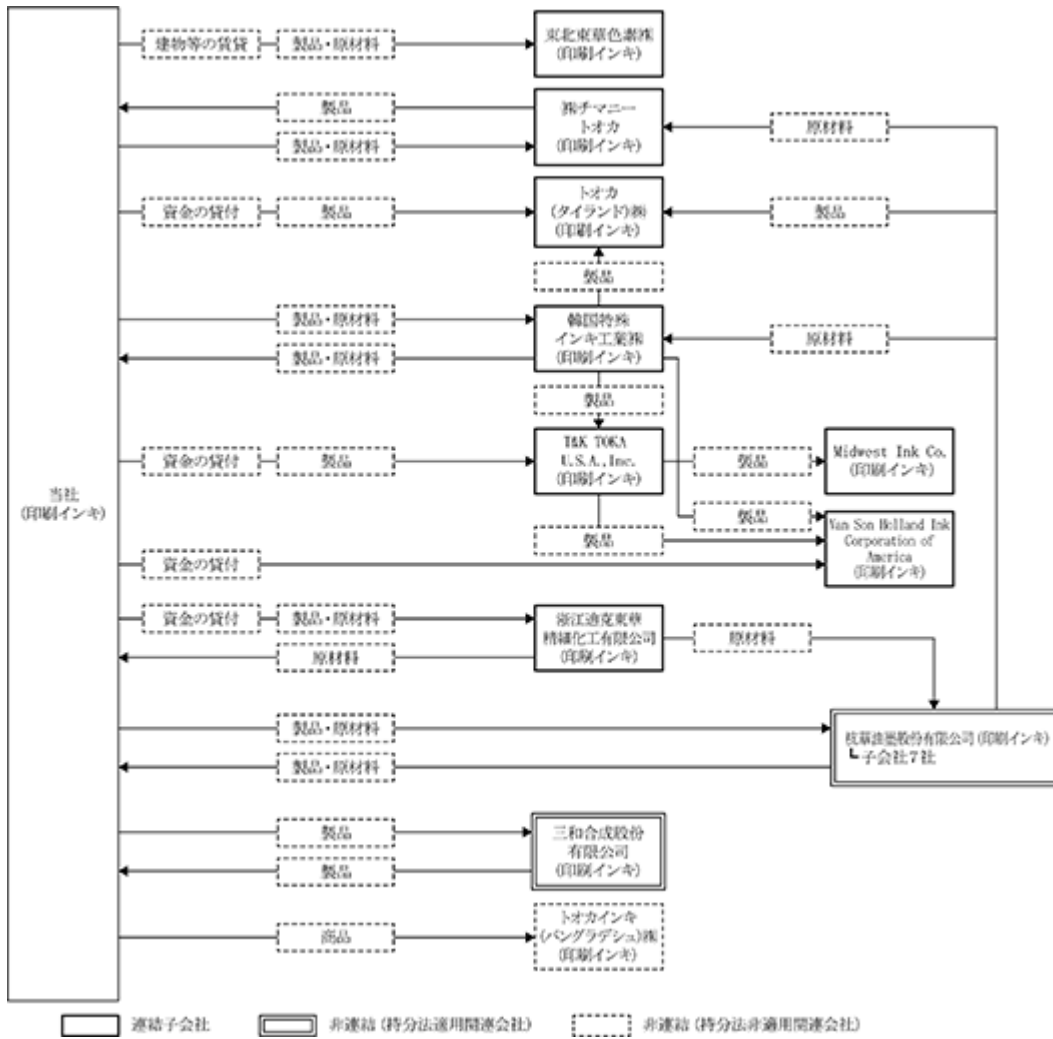 建物等の賃貸
製品・原材料
東北東華色素㈱
(印刷インキ)
製品
㈱チマニー
トオカ
(印刷インキ)
原材料
製品・原材料
資金の貸付
製品
トオカ
(タイランド)㈱
(印刷インキ)
製品
製品
製品・原材料
韓国特殊
インキ工業㈱
(印刷インキ)
原材料
製品・原材料
製品
当社
(印刷インキ)
資金の貸付
製品
T&K TOKA
U.S.A.,Inc.
(印刷インキ)
製品
Midwest Ink Co.
(印刷インキ)
製品
製品
Van Son Holland Ink
Corporation of
America
(印刷インキ)
資金の貸付
資金の貸付
製品・原材料
浙江迪克東華
精細化工有限公司
(印刷インキ)
原材料
原材料
製品・原材料
杭華油墨股份有限公司(印刷インキ)
┗子会社7社
製品・原材料
製品
三和合成股份
有限公司
(印刷インキ)
製品
商品
トオカインキ
(バングラデシュ)㈱
(印刷インキ)
連結子会社
非連結(持分法適用関連会社)
非連結(持分法非適用関連会社)